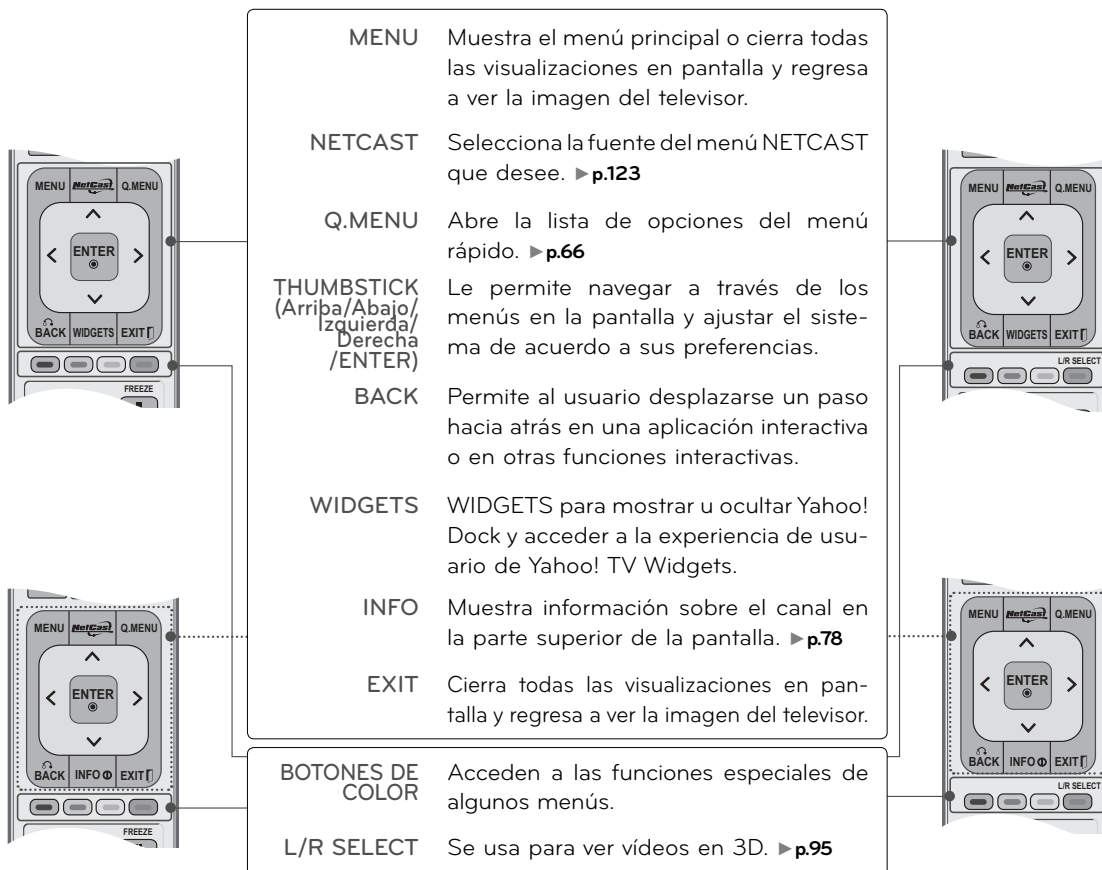 MENU Muestra el menú principal o cierra todas
las visualizaciones en pantalla y regresa
a ver la imagen del televisor.
NETCAST Selecciona la fuente del menú NETCAST
que desee. ►p.123
Q.MENU Abre la lista de opciones del menú
rápido. ►p.66
THUMBSTICK
(Arriba/Abajo/
Izquierda/
Derecha
/ENTER)
Le permite navegar a través de los
menús en la pantalla y ajustar el siste-
ma de acuerdo a sus preferencias.
BACK Permite al usuario desplazarse un paso
hacia atrás en una aplicación interactiva
o en otras funciones interactivas.
WIDGETS WIDGETS para mostrar u ocultar Yahoo!
Dock y acceder a la experiencia de usu-
ario de Yahoo! TV Widgets.
INFO Muestra información sobre el canal en
la parte superior de la pantalla. ►p.78
EXIT Cierra todas las visualizaciones en pan-
talla y regresa a ver la imagen del televisor.
BOTONES DE
COLOR
Acceden a las funciones especiales de
algunos menús.
L/R SELECT Se usa para ver vídeos en 3D. ►p.95
MENU NetCast Q.MENU
ENTER
BACK WIDGETS EXIT
FREEZE
MENU NetCast Q.MENU
ENTER
BACK WIDGETS EXIT
L/R SELECT
MENU NetCast Q.MENU
ENTER
BACK INFO EXIT
FREEZE
MENU NetCast Q.MENU
ENTER
BACK INFO EXIT
L/R SELECT